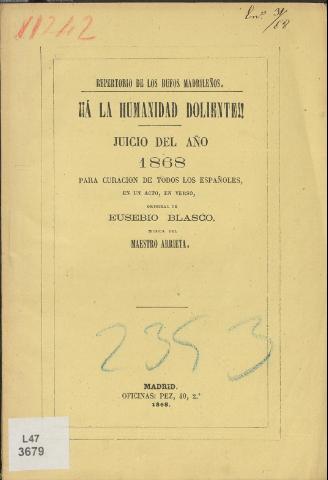 11242
REPERTORIO DE LOS BUFOS MADRILEÑOS.
¡¡Á LA HUMANIDAD DOLIENTE!!
JUICIO DEL AÑO
1868
PARA CURACION DE TODOS LOS ESPAÑOLES,
EN UN ACTO, EN VERSO,
ORIGINAL DE
EUSEBIO BLASCO.
MÚSICA DEL
MAESTRO ARRIETA.
2353
MADRID.
OFICINAS: PEZ, 40, 2.º
1868.
L47
3679